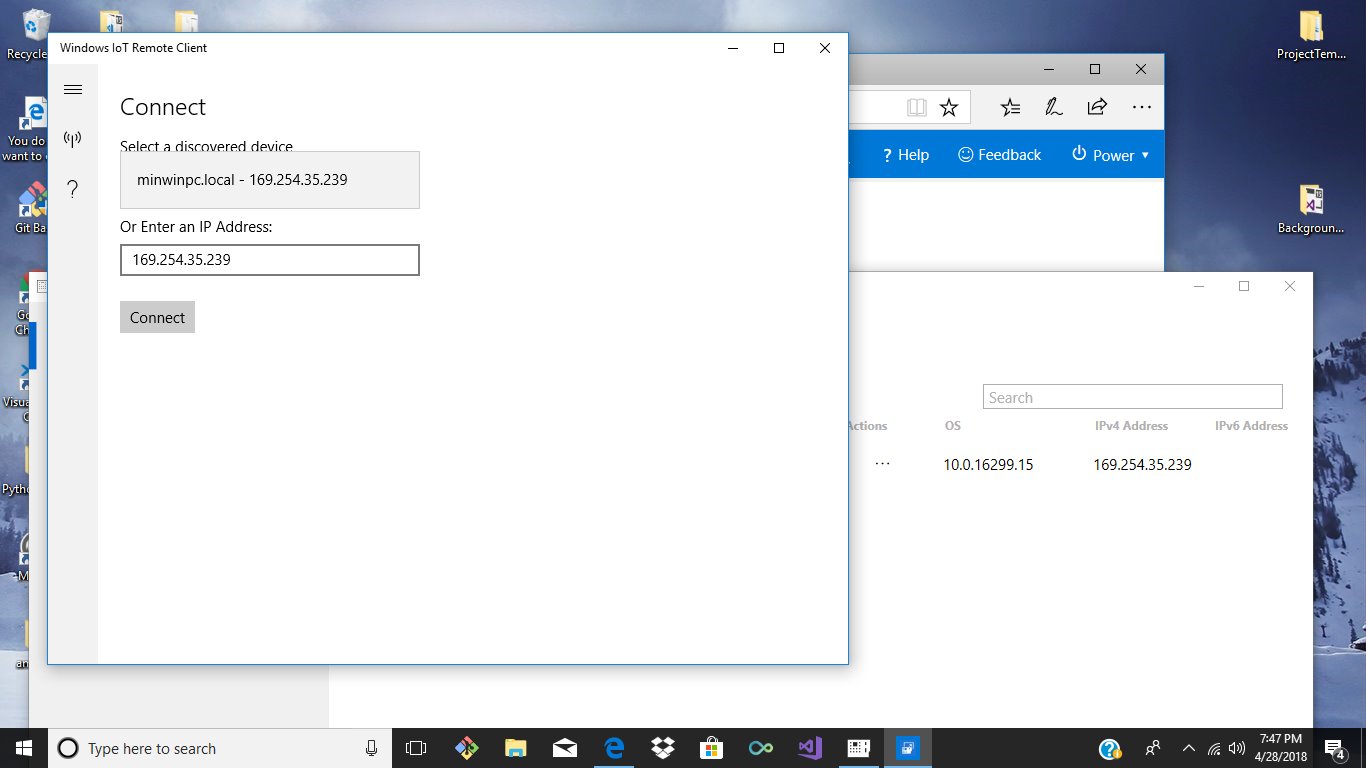 Recycle
ProjectTem...
Windows IoT Remote Client
Connect
Select a discovered device
minwinpc.local - 169.254.35.239
Or Enter an IP Address:
169.254.35.239
Connect
? Help
Feedback
Power
You do
want to
Git Ba
Backgroun...
Search
Actions
OS
IPv4 Address
IPv6 Address
...
10.0.16299.15
169.254.35.239
Go
Ch
Visua
C
Pytho
M
an
Type here to search
7:47 PM
4/28/2018
4